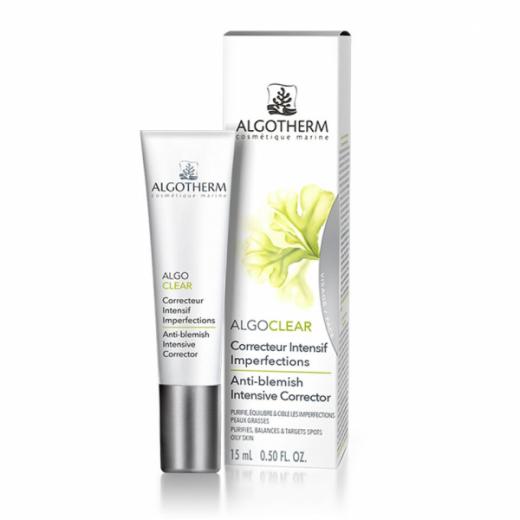 ALGOTHERM
cosmétique marine
ALGO
CLEAR
Correcteur
Intensif
Imperfections
Anti-blemish
Intensive
Corrector
ALGOTHERM
cosmétique marine
VISAGE /
ALGOCLEAR
Correcteur Intensif
Imperfections
Anti-blemish
Intensive Corrector
PURIFIE, ÉQUILIBRE & CIBLE LES IMPERFECTIONS
PEAUX GRASSES
PURIFIES, BALANCES & TARGETS SPOTS
OILY SKIN
15 mL 0.50 FL. OZ.